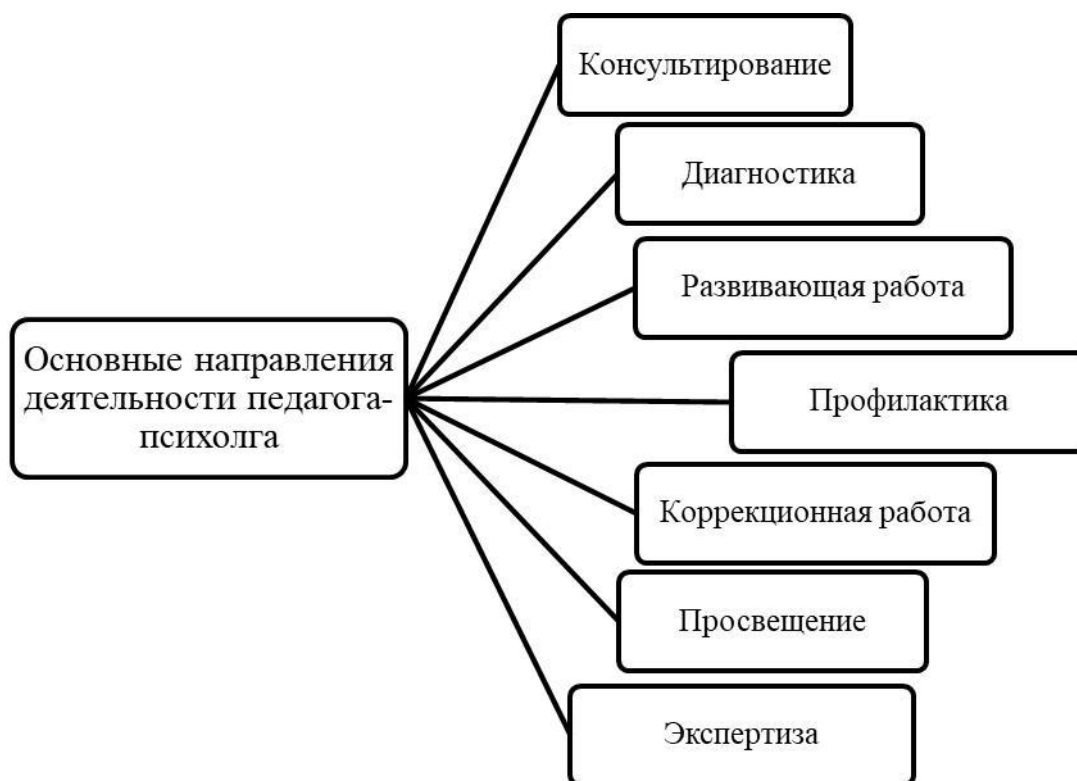 Консультирование
Диагностика
Развивающая работа
Основные направления
деятельности педагога-
психолга
Профилактика
Коррекционная работа
Просвещение
Экспертиза